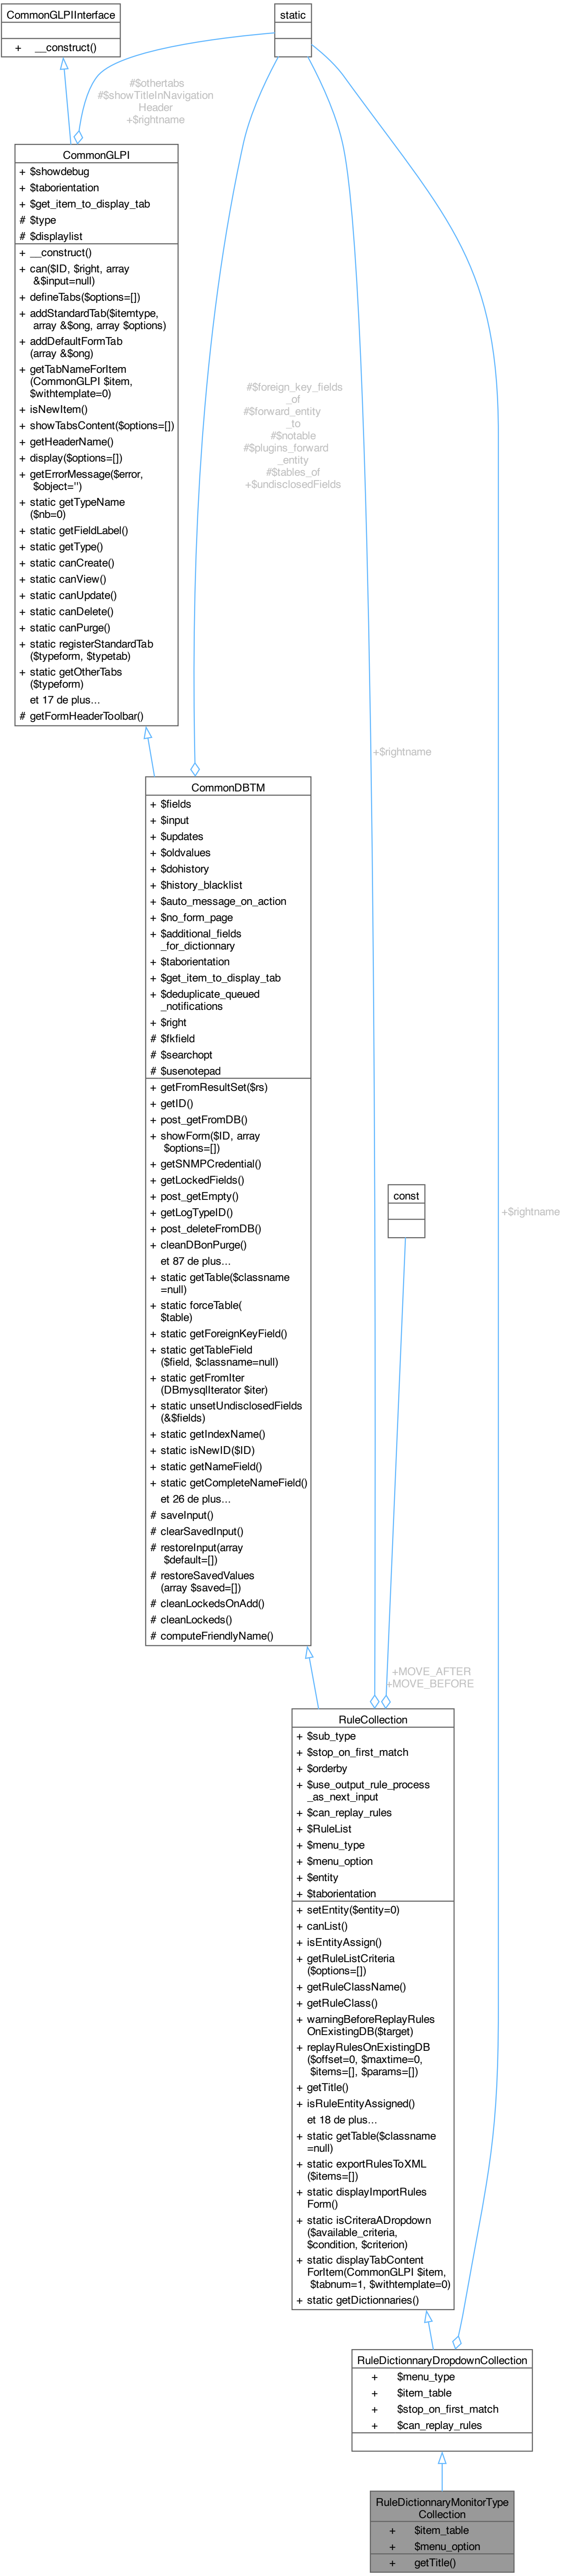 CommonGLPIInterface
+ __construct()
static
#$othertabs
#$showTitleInNavigation
Header
+$rightname
CommonGLPI
+ $showdebug
+ $taborientation
+ $get_item_to_display_tab
# $type
# $displaylist
+ __construct()
+ can($ID, $right, array
&$input=null)
+ defineTabs($options=[])
+ addStandardTab($itemtype,
array &$ong, array $options)
+ addDefaultFormTab
(array &$ong)
+ getTabNameForItem
(CommonGLPI $item,
$withtemplate=0)
+ isNewItem()
+ showTabsContent($options=[])
+ getHeaderName()
+ display($options=[])
+ getErrorMessage($error,
$object='')
+ static getTypeName
($nb=0)
+ static getFieldLabel()
+ static getType()
+ static canCreate()
+ static canView()
+ static canUpdate()
+ static canDelete()
+ static canPurge()
+ static registerStandardTab
($typeform, $typetab)
+ static getOtherTabs
($typeform)
et 17 de plus...
# getFormHeaderToolbar()
#$foreign_key_fields
_of
#$forward_entity
_to
#$notable
#$plugins_forward
_entity
#$tables_of
+$undisclosedFields
+$rightname
CommonDBTM
+ $fields
+ $input
+ $updates
+ $oldvalues
+ $dohistory
+ $history_blacklist
+ $auto_message_on_action
+ $no_form_page
+ $additional_fields
_for_dictionnary
+ $taborientation
+ $get_item_to_display_tab
+ $deduplicate_queued
_notifications
+ $right
# $fkfield
# $searchopt
# $usenotepad
+ getFromResultSet($rs)
+ getID()
+ post_getFromDB()
+ showForm($ID, array
$options=[])
+ getSNMPCredential()
+ getLockedFields()
+ post_getEmpty()
+ getLogTypeID()
+ post_deleteFromDB()
+ cleanDBonPurge()
et 87 de plus...
+ static getTable($classname
=null)
+ static forceTable(
$table)
+ static getForeignKeyField()
+ static getTableField
($field, $classname=null)
+ static getFromIter
(DBmysqlIterator $iter)
+ static unsetUndisclosedFields
(&$fields)
+ static getIndexName()
+ static isNewID($ID)
+ static getNameField()
+ static getCompleteNameField()
et 26 de plus...
# saveInput()
# clearSavedInput()
# restoreInput(array
$default=[])
# restoreSavedValues
(array $saved=[])
# cleanLockedsOnAdd()
# cleanLockeds()
# computeFriendlyName()
const
+$rightname
+MOVE_AFTER
+MOVE_BEFORE
RuleCollection
+ $sub_type
+ $stop_on_first_match
+ $orderby
+ $use_output_rule_process
_as_next_input
+ $can_replay_rules
+ $RuleList
+ $menu_type
+ $menu_option
+ $entity
+ $taborientation
+ setEntity($entity=0)
+ canList()
+ isEntityAssign()
+ getRuleListCriteria
($options=[])
+ getRuleClassName()
+ getRuleClass()
+ warningBeforeReplayRules
OnExistingDB($target)
+ replayRulesOnExistingDB
($offset=0, $maxtime=0,
$items=[], $params=[])
+ getTitle()
+ isRuleEntityAssigned()
et 18 de plus...
+ static getTable($classname
=null)
+ static exportRulesToXML
($items=[])
+ static displayImportRules
Form()
+ static isCriteraADropdown
($available_criteria,
$condition, $criterion)
+ static displayTabContent
ForItem(CommonGLPI $item,
$tabnum=1, $withtemplate=0)
+ static getDictionnaries()
RuleDictionnaryDropdownCollection
+ $menu_type
+ $item_table
+ $stop_on_first_match
+ $can_replay_rules
RuleDictionnaryMonitorType
Collection
+ $item_table
+ $menu_option
+ getTitle()